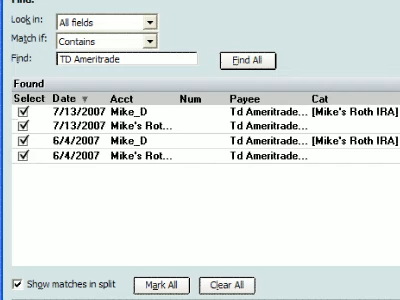 Find:
Look in: All fields
Match if: Contains
Find: TD Ameritrade Find All
Found
Select Date Acct Num Payee Cat
7/13/2007 Mike_D Td Ameritrade... [Mike's Roth IRA]
7/13/2007 Mike's Rot... Td Ameritrade...
6/4/2007 Mike_D Td Ameritrade... [Mike's Roth IRA]
6/4/2007 Mike's Rot... Td Ameritrade...
Show matches in split Mark All Clear All